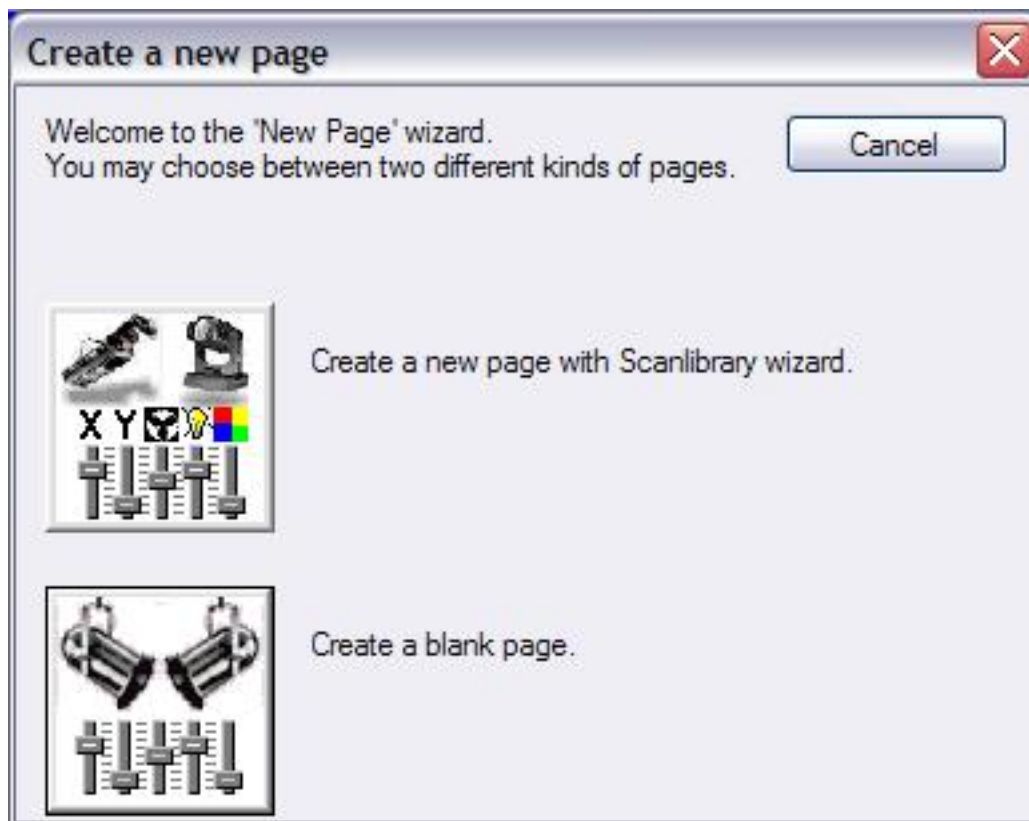 Create a new page
Welcome to the 'New Page' wizard.
You may choose between two different kinds of pages.
Cancel
Create a new page with Scanlibrary wizard.
X Y
Create a blank page.